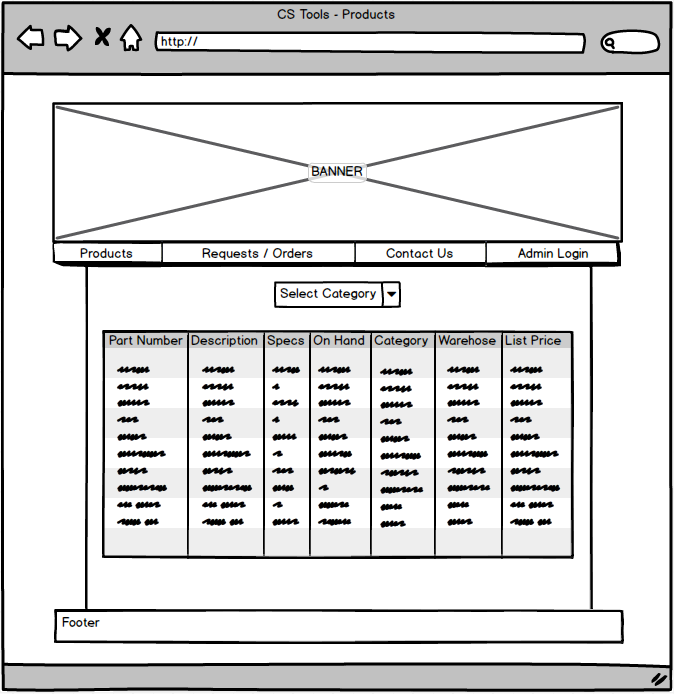 CS Tools - Products
http://
BANNER
Products Requests / Orders Contact Us Admin Login
Select Category
Part Number Description Specs On Hand Category Warehose List Price
Footer